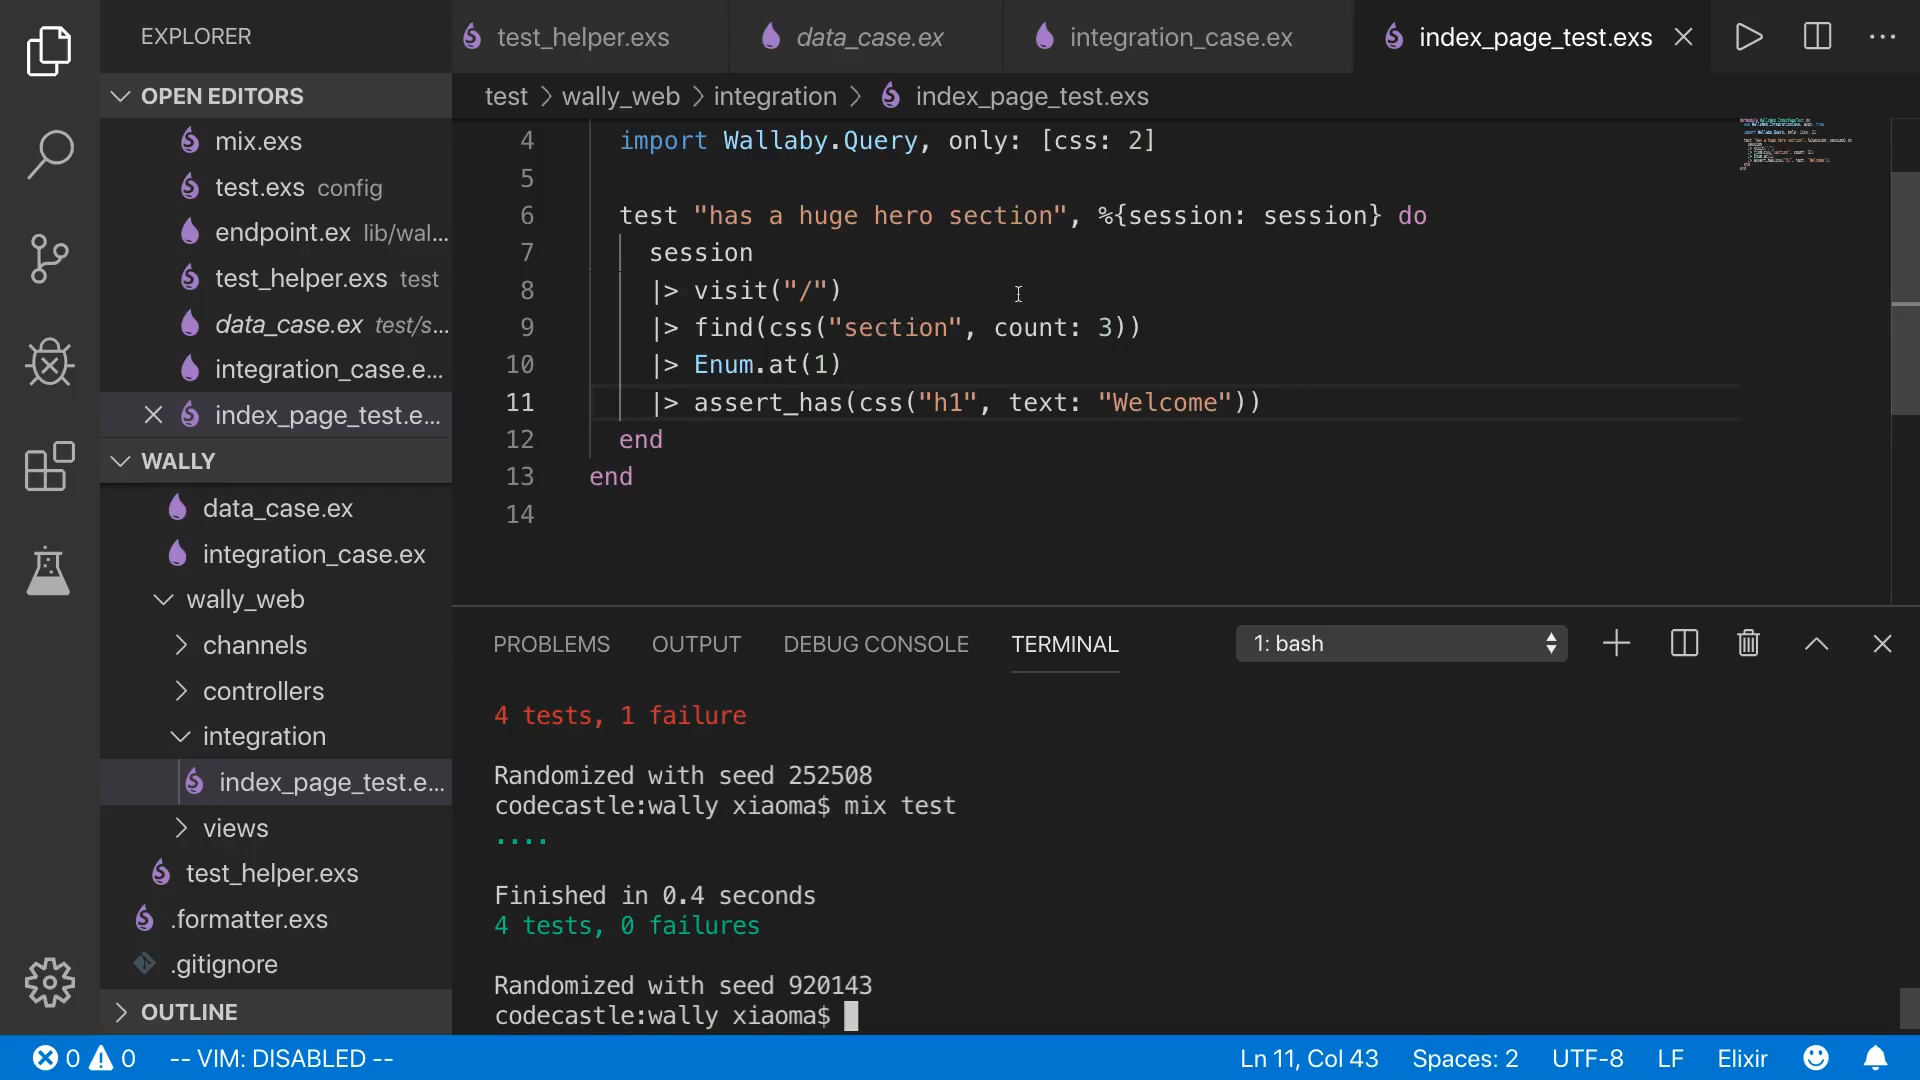 EXPLORER
test_helper.exs
data_case.ex
integration_case.ex
index_page_test.exs
OPEN EDITORS
test
wally_web
integration
index_page_test.exs
mix.exs
test.exs config
endpoint.ex lib/wal...
test_helper.exs test
data_case.ex test/s...
integration_case.e...
index_page_test.e...
WALLY
data_case.ex
integration_case.ex
wally_web
channels
controllers
integration
index_page_test.e...
views
test_helper.exs
.formatter.exs
.gitignore
OUTLINE
4 import Wallaby.Query, only: [css: 2]
5
6 test "has a huge hero section", %{session: session} do
7 session
8 |> visit("/")
9 |> find(css("section", count: 3))
10 |> Enum.at(1)
11 |> assert_has(css("h1", text: "Welcome"))
12 end
13 end
14
PROBLEMS
OUTPUT
DEBUG CONSOLE
TERMINAL
1: bash
4 tests, 1 failure
Randomized with seed 252508
codecastle:wally xiaoma$ mix test
....
Finished in 0.4 seconds
4 tests, 0 failures
Randomized with seed 920143
codecastle:wally xiaoma$
0 0 -- VIM: DISABLED -- Ln 11, Col 43 Spaces: 2 UTF-8 LF Elixir